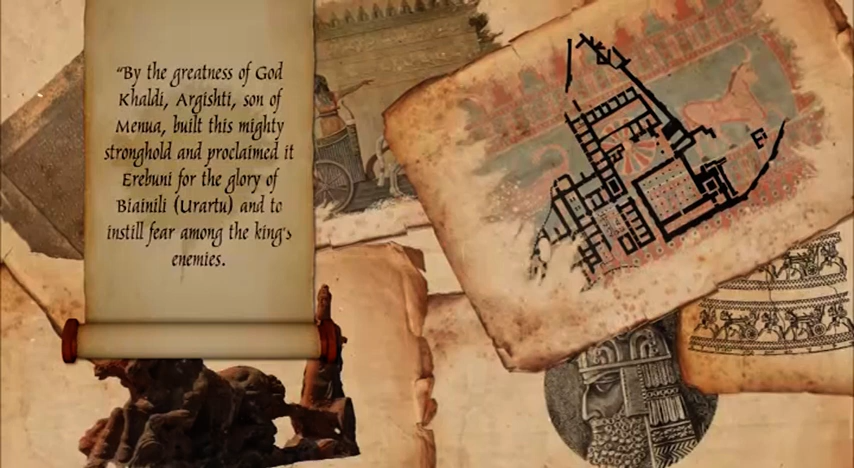 “By the greatness of God
Khaldi, Argishti, son of
Menua, built this mighty
stronghold and proclaimed it
Erebuni for the glory of
Biainili (Urartu) and to
instill fear among the king's
enemies.